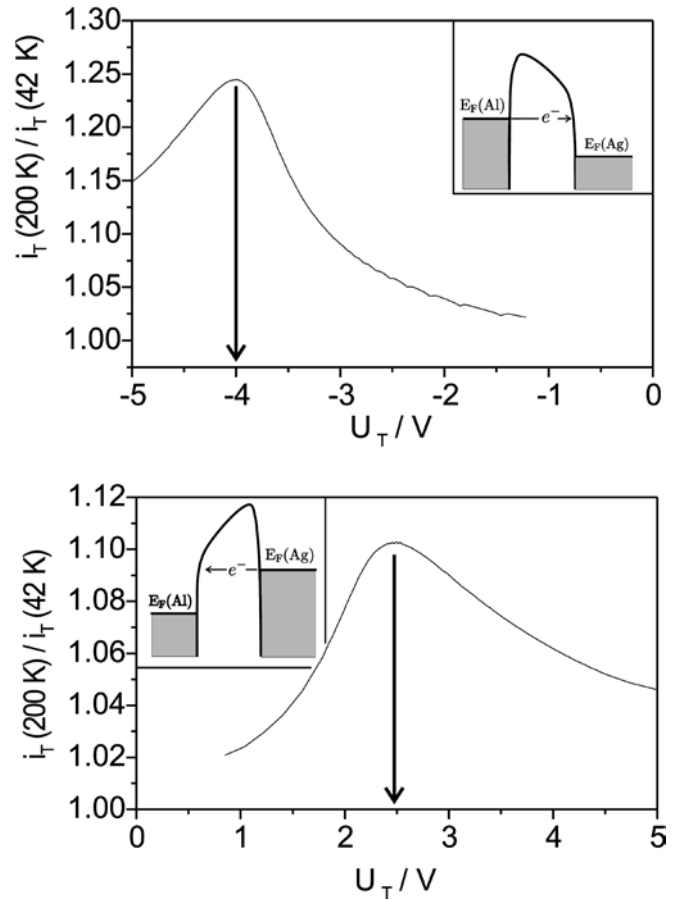 i_T (200 K) / i_T (42 K)
1.30
1.25
1.20
1.15
1.10
1.05
1.00
E_F(Al)
e⁻
E_F(Ag)
-5
-4
-3
-2
-1
0
U_T / V
i_T (200 K) / i_T (42 K)
1.12
1.10
1.08
1.06
1.04
1.02
1.00
E_F(Ag)
e⁻
E_F(Al)
0
1
2
3
4
5
U_T / V